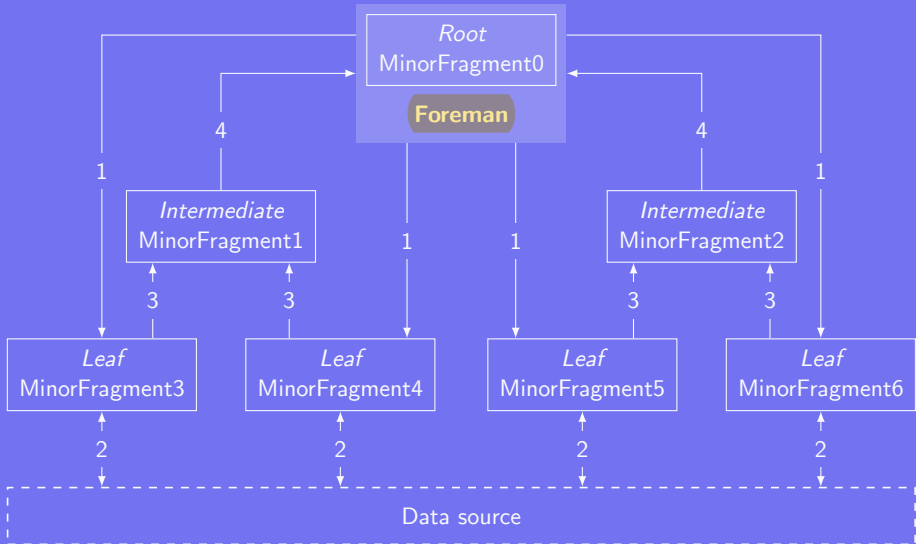 Root
MinorFragment0
Foreman
4
4
1
1
Intermediate
MinorFragment1
Intermediate
MinorFragment2
1
1
3
3
3
3
Leaf
MinorFragment3
Leaf
MinorFragment4
Leaf
MinorFragment5
Leaf
MinorFragment6
2
2
2
2
Data source